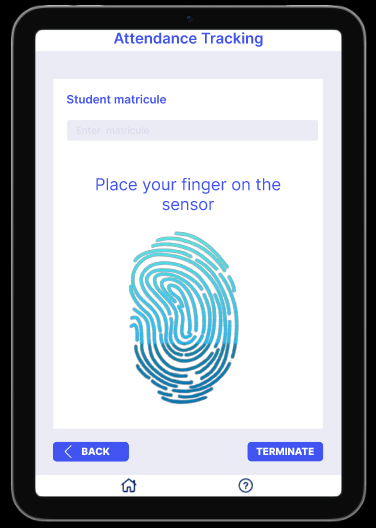 Attendance Tracking
Student matricule
Enter matricule
Place your finger on the
sensor
BACK
TERMINATE